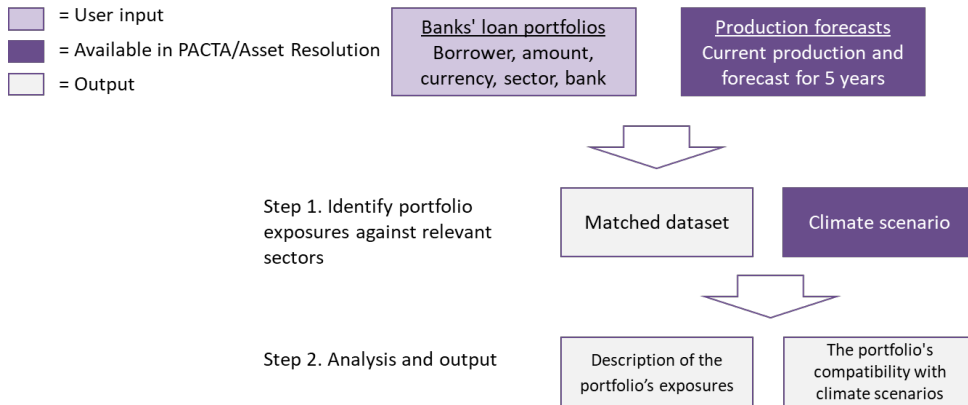 = User input
= Available in PACTA/Asset Resolution
= Output
Banks' loan portfolios
Borrower, amount,
currency, sector, bank
Production forecasts
Current production and
forecast for 5 years
Step 1. Identify portfolio
exposures against relevant
sectors
Matched dataset
Climate scenario
Step 2. Analysis and output
Description of the
portfolio’s exposures
The portfolio's
compatibility with
climate scenarios